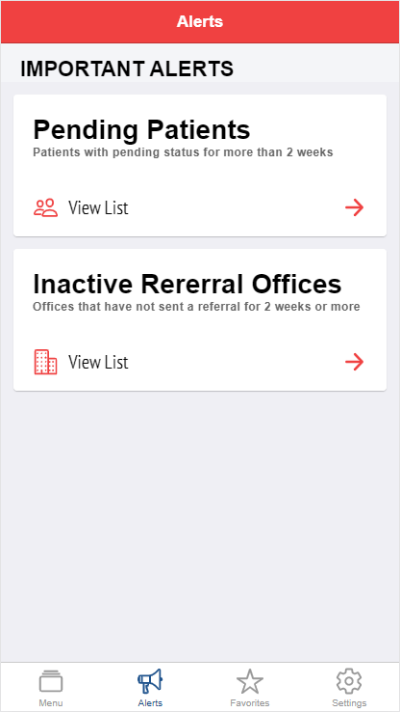 Alerts
IMPORTANT ALERTS
Pending Patients
Patients with pending status for more than 2 weeks
View List
Inactive Rererral Offices
Offices that have not sent a referral for 2 weeks or more
View List
Menu
Alerts
Favorites
Settings